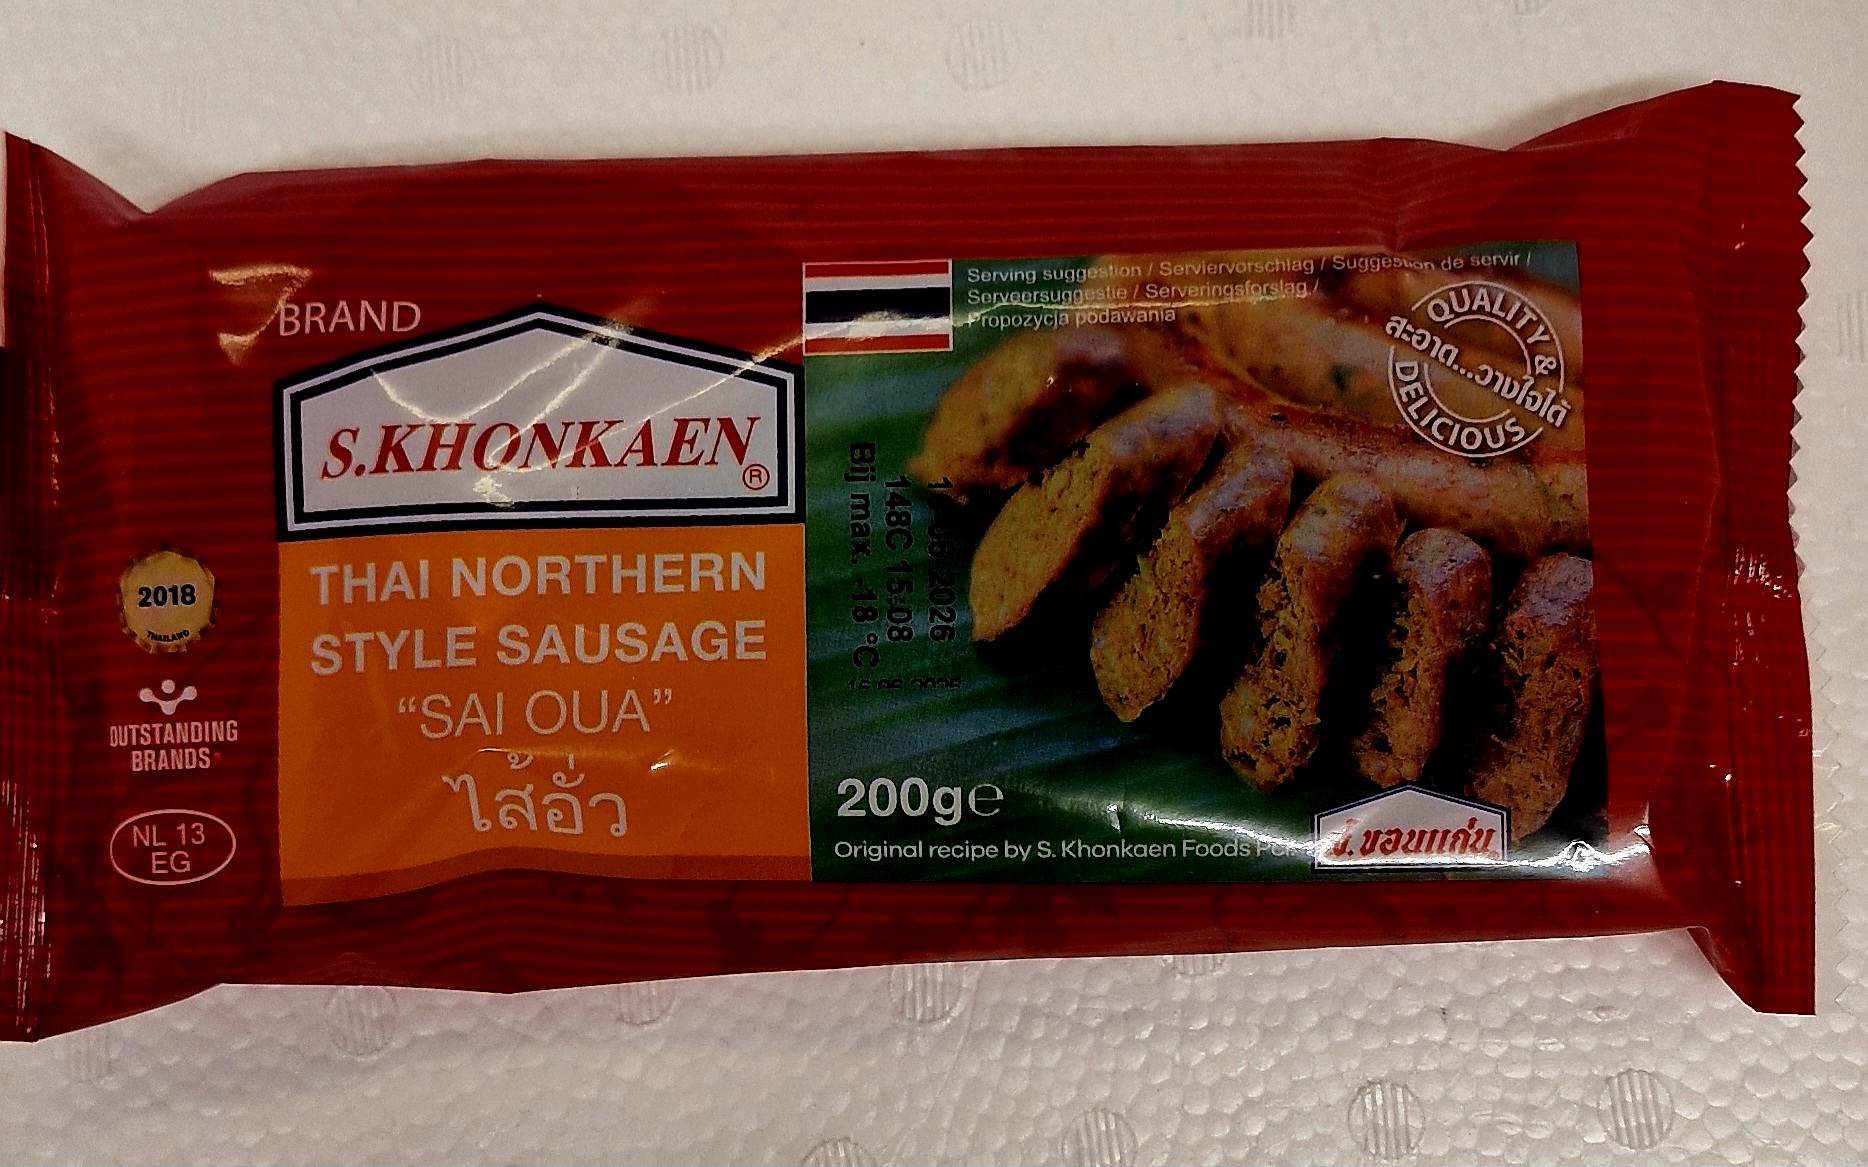 BRAND
S.KHONKAEN
®
THAI NORTHERN
STYLE SAUSAGE
“SAI OUA”
ไส้อั่ว
2018
THAILAND
OUTSTANDING
BRANDS
NL 13
EG
Serving suggestion / Serviervorschlag / Suggestion de servir /
Serveersuggestie / Serveringsforslag /
Propozycja podawania
QUALITY &
สะอาด...วางใจได้
DELICIOUS
2026
148C 15:08
Bij max. -18 °C
200g℮
Original recipe by S. Khonkaen Foods
ส. ขอนแก่น